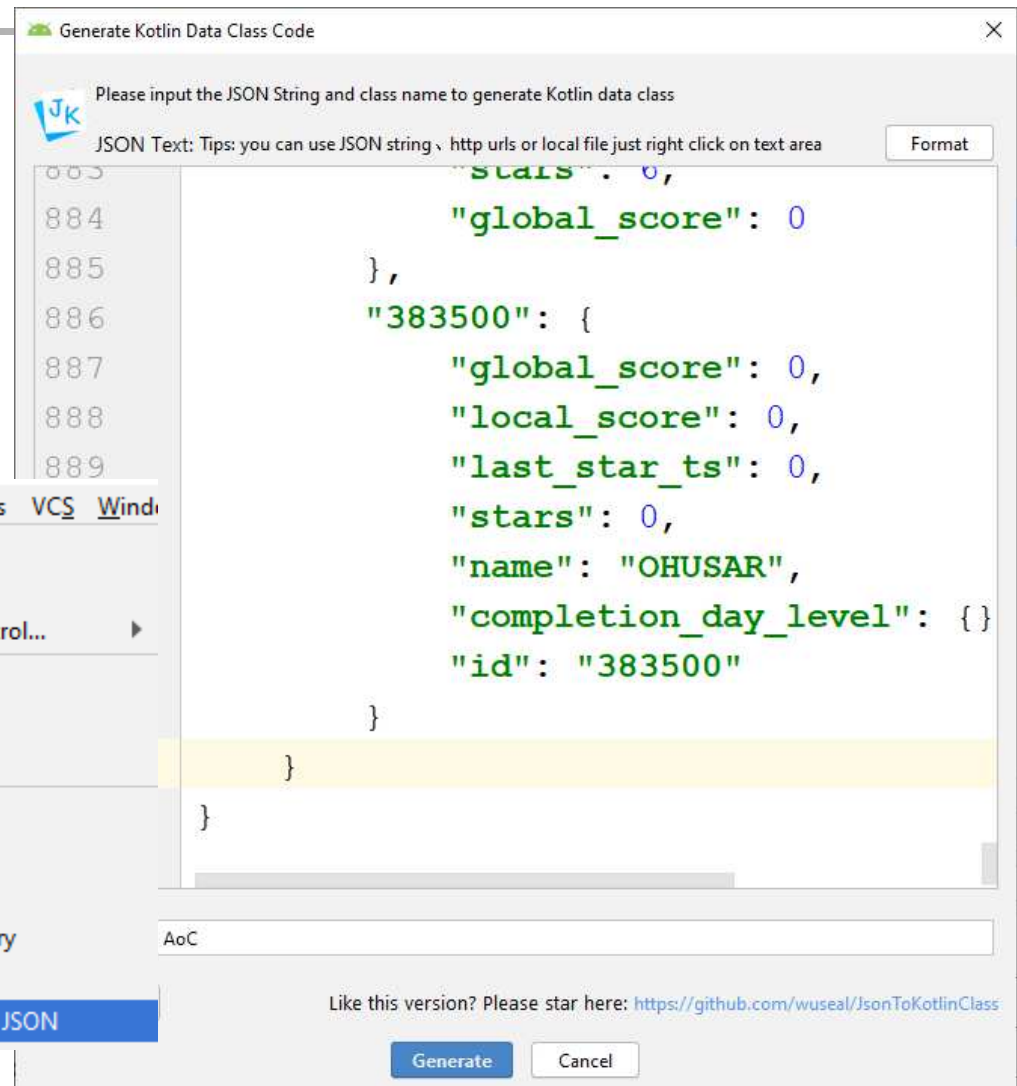 Generate Kotlin Data Class Code
JK
Please input the JSON String and class name to generate Kotlin data class
JSON Text: Tips: you can use JSON string、http urls or local file just right click on text area
Format
883 "stars": 6,
884 "global_score": 0
885 },
886 "383500": {
887 "global_score": 0,
888 "local_score": 0,
889 "last_star_ts": 0,
"stars": 0,
"name": "OHUSAR",
"completion_day_level": {}
"id": "383500"
}
}
}
s VCS Wind
rol...
ry
JSON
AoC
Like this version? Please star here: https://github.com/wuseal/JsonToKotlinClass
Generate
Cancel